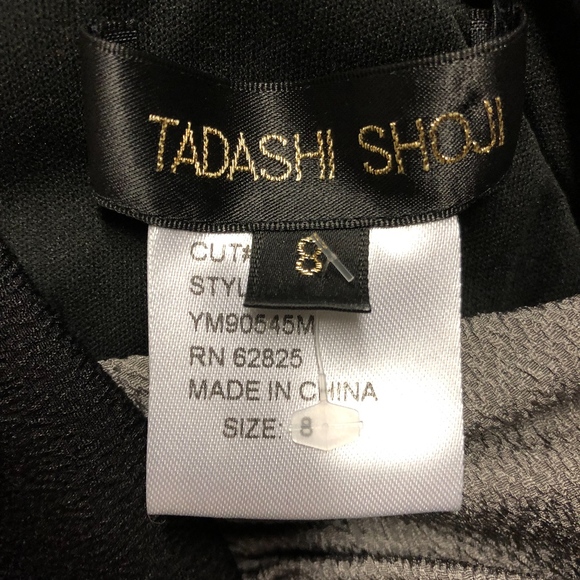 TADASHI SHOJI
8
CUT#
STYL
YM90545M
RN 62825
MADE IN CHINA
SIZE: 8